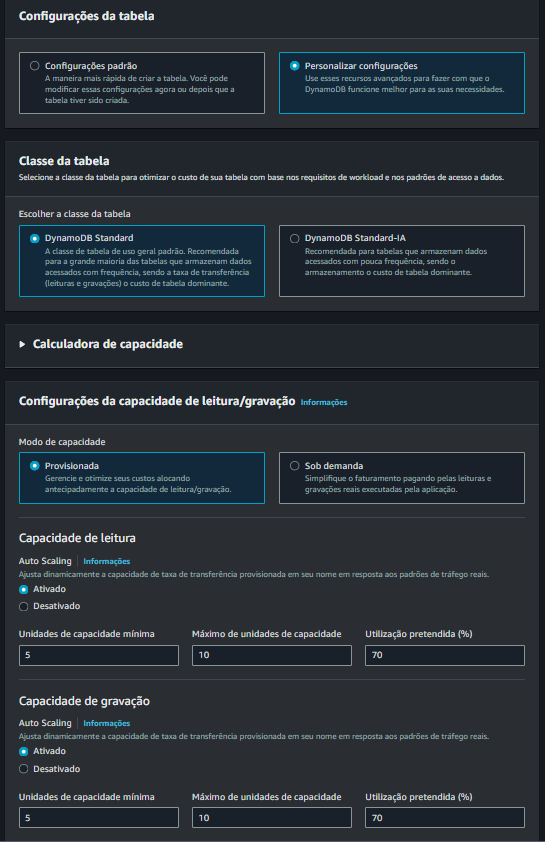 Configurações da tabela
Configurações padrão
A maneira mais rápida de criar a tabela. Você pode
modificar essas configurações agora ou depois que a
tabela tiver sido criada.
Personalizar configurações
Use esses recursos avançados para fazer com que o
DynamoDB funcione melhor para as suas necessidades.
Classe da tabela
Selecione a classe da tabela para otimizar o custo de sua tabela com base nos requisitos de workload e nos padrões de acesso a dados.
Escolher a classe da tabela
DynamoDB Standard
A classe de tabela de uso geral padrão. Recomendada
para a grande maioria das tabelas que armazenam dados
acessados com frequência, sendo a taxa de transferência
(leituras e gravações) o custo de tabela dominante.
DynamoDB Standard-IA
Recomendada para tabelas que armazenam dados
acessados com pouca frequência, sendo o
armazenamento o custo de tabela dominante.
Calculadora de capacidade
Configurações da capacidade de leitura/gravação Informações
Modo de capacidade
Provisionada
Gerencie e otimize seus custos alocando
antecipadamente a capacidade de leitura/gravação.
Sob demanda
Simplifique o faturamento pagando pelas leituras e
gravações reais executadas pela aplicação.
Capacidade de leitura
Auto Scaling Informações
Ajusta dinamicamente a capacidade de taxa de transferência provisionada em seu nome em resposta aos padrões de tráfego reais.
Ativado
Desativado
Unidades de capacidade mínima Máximo de unidades de capacidade Utilização pretendida (%)
5 10 70
Capacidade de gravação
Auto Scaling Informações
Ajusta dinamicamente a capacidade de taxa de transferência provisionada em seu nome em resposta aos padrões de tráfego reais.
Ativado
Desativado
Unidades de capacidade mínima Máximo de unidades de capacidade Utilização pretendida (%)
5 10 70